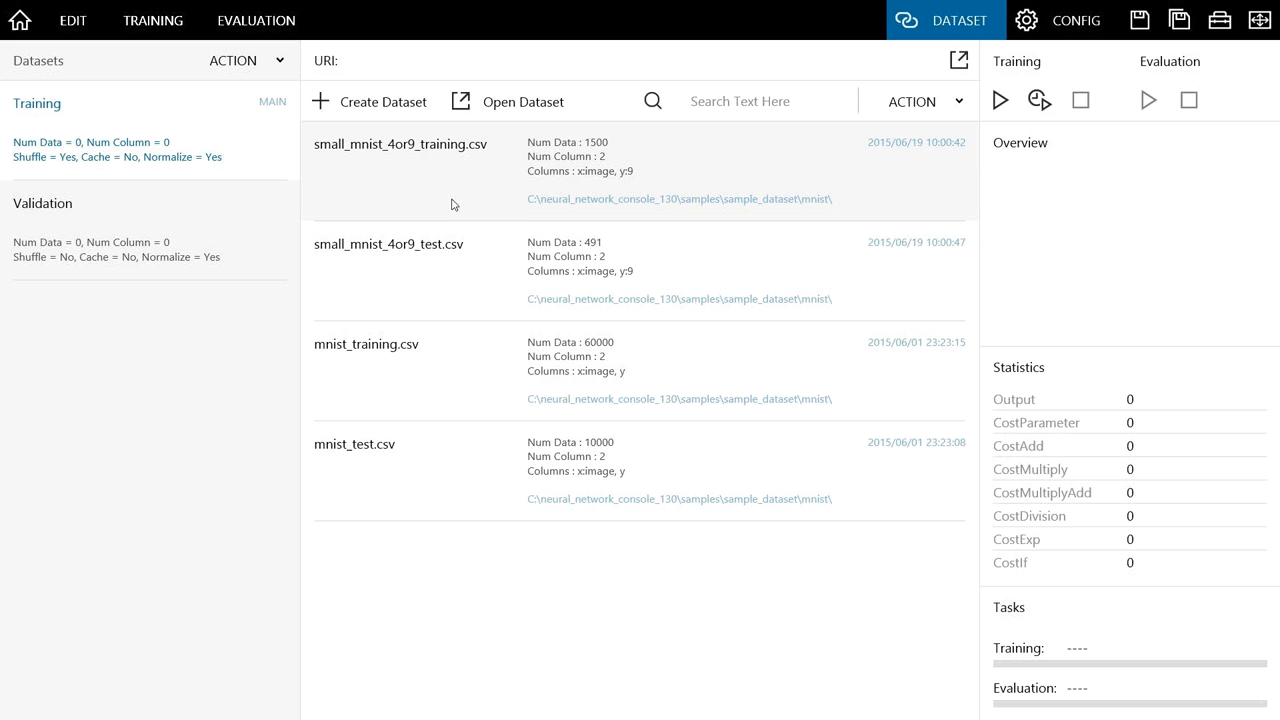 EDIT TRAINING EVALUATION DATASET CONFIG
Datasets ACTION
Training MAIN
Num Data = 0, Num Column = 0
Shuffle = Yes, Cache = No, Normalize = Yes
Validation
Num Data = 0, Num Column = 0
Shuffle = No, Cache = No, Normalize = Yes
URI:
Create Dataset Open Dataset Search Text Here ACTION
small_mnist_4or9_training.csv
Num Data : 1500
Num Column : 2
Columns : x:image, y:9
C:\neural_network_console_130\samples\sample_dataset\mnist\
2015/06/19 10:00:42
small_mnist_4or9_test.csv
Num Data : 491
Num Column : 2
Columns : x:image, y:9
C:\neural_network_console_130\samples\sample_dataset\mnist\
2015/06/19 10:00:47
mnist_training.csv
Num Data : 60000
Num Column : 2
Columns : x:image, y
C:\neural_network_console_130\samples\sample_dataset\mnist\
2015/06/01 23:23:15
mnist_test.csv
Num Data : 10000
Num Column : 2
Columns : x:image, y
C:\neural_network_console_130\samples\sample_dataset\mnist\
2015/06/01 23:23:08
Training Evaluation
Overview
Statistics
Output 0
CostParameter 0
CostAdd 0
CostMultiply 0
CostMultiplyAdd 0
CostDivision 0
CostExp 0
CostIf 0
Tasks
Training: ----
Evaluation: ----